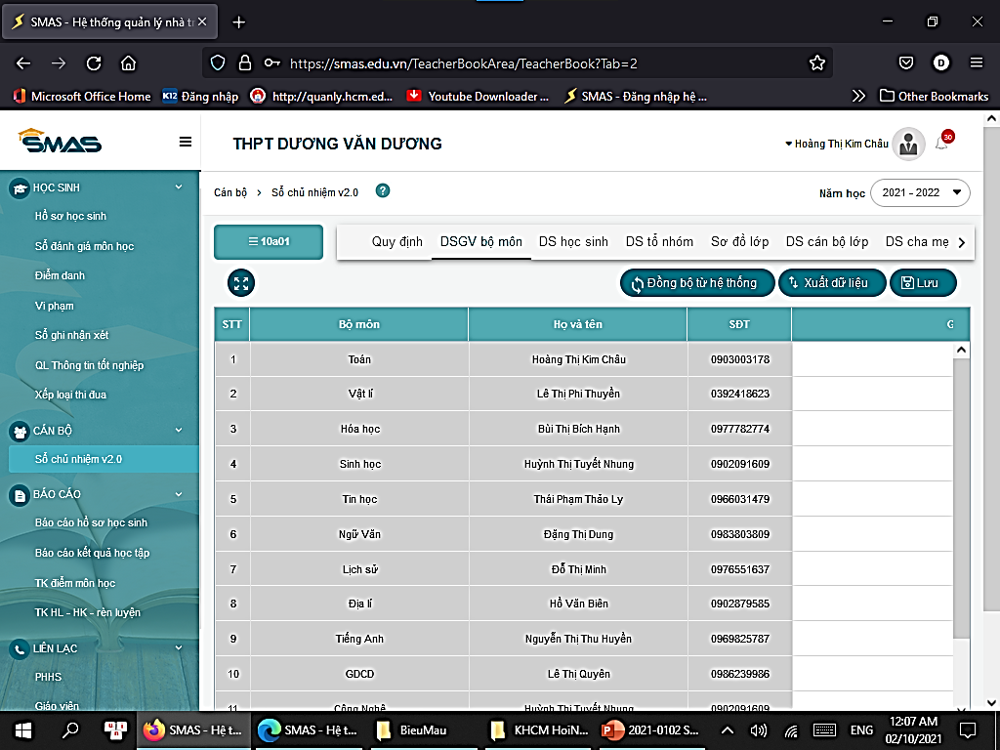 SMAS - Hệ thống quản lý nhà tr
https://smas.edu.vn/TeacherBookArea/TeacherBook?Tab=2
D
Microsoft Office Home K12 Đăng nhập http://quanly.hcm.ed... Youtube Downloader ... SMAS - Đăng nhập hệ ... Other Bookmarks
SMAS
THPT DƯƠNG VĂN DƯƠNG
Hoàng Thị Kim Châu 30
Cán bộ > Sổ chủ nhiệm v2.0 ?
Năm học 2021 - 2022
HỌC SINH
Hồ sơ học sinh
Sổ đánh giá môn học
Điểm danh
Vi phạm
Sổ ghi nhận xét
QL Thông tin tốt nghiệp
Xếp loại thi đua
CÁN BỘ
Sổ chủ nhiệm v2.0
BÁO CÁO
Báo cáo hồ sơ học sinh
Báo cáo kết quả học tập
TK điểm môn học
TK HL - HK - rèn luyện
LIÊN LẠC
PHHS
Giáo viên
10a01
Quy định DSGV bộ môn DS học sinh DS tổ nhóm Sơ đồ lớp DS cán bộ lớp DS cha mẹ
Đồng bộ từ hệ thống Xuất dữ liệu Lưu
STT Bộ môn Họ và tên SĐT G
1 Toán Hoàng Thị Kim Châu 0903003178
2 Vật lí Lê Thị Phi Thuyền 0392418623
3 Hóa học Bùi Thị Bích Hạnh 0977782774
4 Sinh học Huỳnh Thị Tuyết Nhung 0902091609
5 Tin học Thái Phạm Thảo Ly 0966031479
6 Ngữ Văn Đặng Thị Dung 0983803809
7 Lịch sử Đỗ Thị Minh 0976551637
8 Địa lí Hồ Văn Biên 0902879585
9 Tiếng Anh Nguyễn Thị Thu Huyền 0969825787
10 GDCD Lê Thị Quyên 0986239986
11 Công Nghệ Huỳnh Thị Tuyết Nhung 0902091609
SMAS - Hệ t... SMAS - Hệ t... BieuMau KHCM HoiN... 2021-0102 S... ENG
12:07 AM
02/10/2021